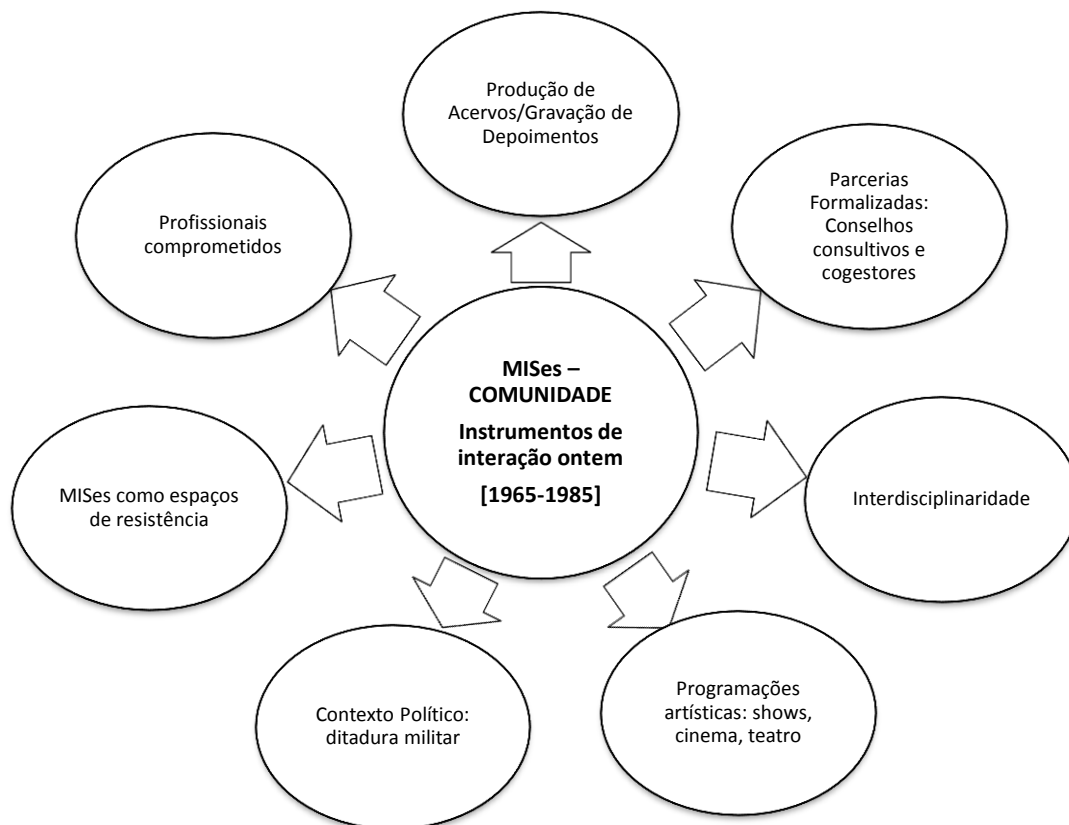 Produção de
Acervos/Gravação de
Depoimentos
Parcerias
Formalizadas:
Conselhos
consultivos e
cogestores
Interdisciplinaridade
Programações
artísticas: shows,
cinema, teatro
Contexto Político:
ditadura militar
MISes como espaços
de resistência
Profissionais
comprometidos
MISes –
COMUNIDADE
Instrumentos de
interação ontem
[1965-1985]